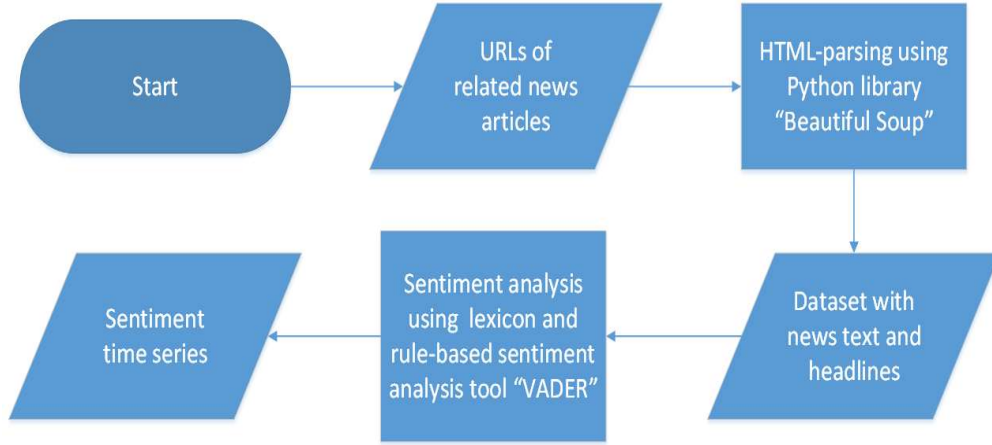 Start
URLs of
related news
articles
HTML-parsing using
Python library
“Beautiful Soup”
Dataset with
news text and
headlines
Sentiment analysis
using lexicon and
rule-based sentiment
analysis tool “VADER”
Sentiment
time series